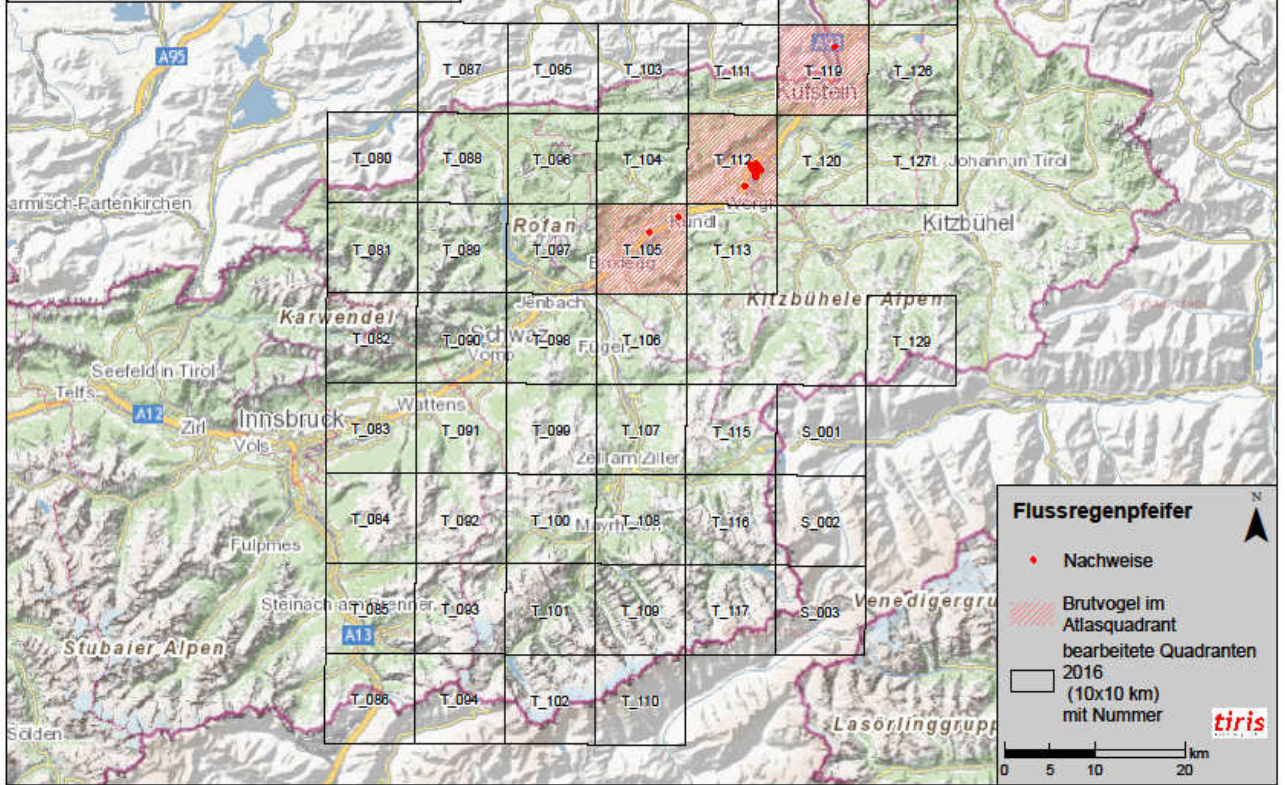 A95
A93
T_087
T_095
T_103
T_111
T_119
T_126
Kufstein
T_080
T_088
T_096
T_104
T_112
T_120
T_127
t. Johann in Tirol
armisch-Partenkirchen
Wörgl
Kundl
Kitzbühel
Rofan
T_081
T_089
T_097
T_105
T_113
Jenbach
Kitzbüheler Alpen
Karwendel
T_082
T_090
Schwaz
T_098
Fügen
T_106
T_129
Vomp
Seefeld in Tirol
Telfs
A12
Zirl
Innsbruck
Völs
Wattens
T_083
T_091
T_099
T_107
T_115
S_001
Zell am Ziller
T_084
T_092
T_100
T_108
Mayrhofen
T_116
S_002
Fulpmes
Steinach am Brenner
T_085
T_093
T_101
T_109
T_117
S_003
Venedigergru
A13
Stubaier Alpen
T_086
T_094
T_102
T_110
Sölden
Lasörlinggrupp
Flussregenpfeifer
N
Nachweise
Brutvogel im
Atlasquadrant
bearbeitete Quadranten
2016
(10x10 km)
mit Nummer
tiris
km
0 5 10 20